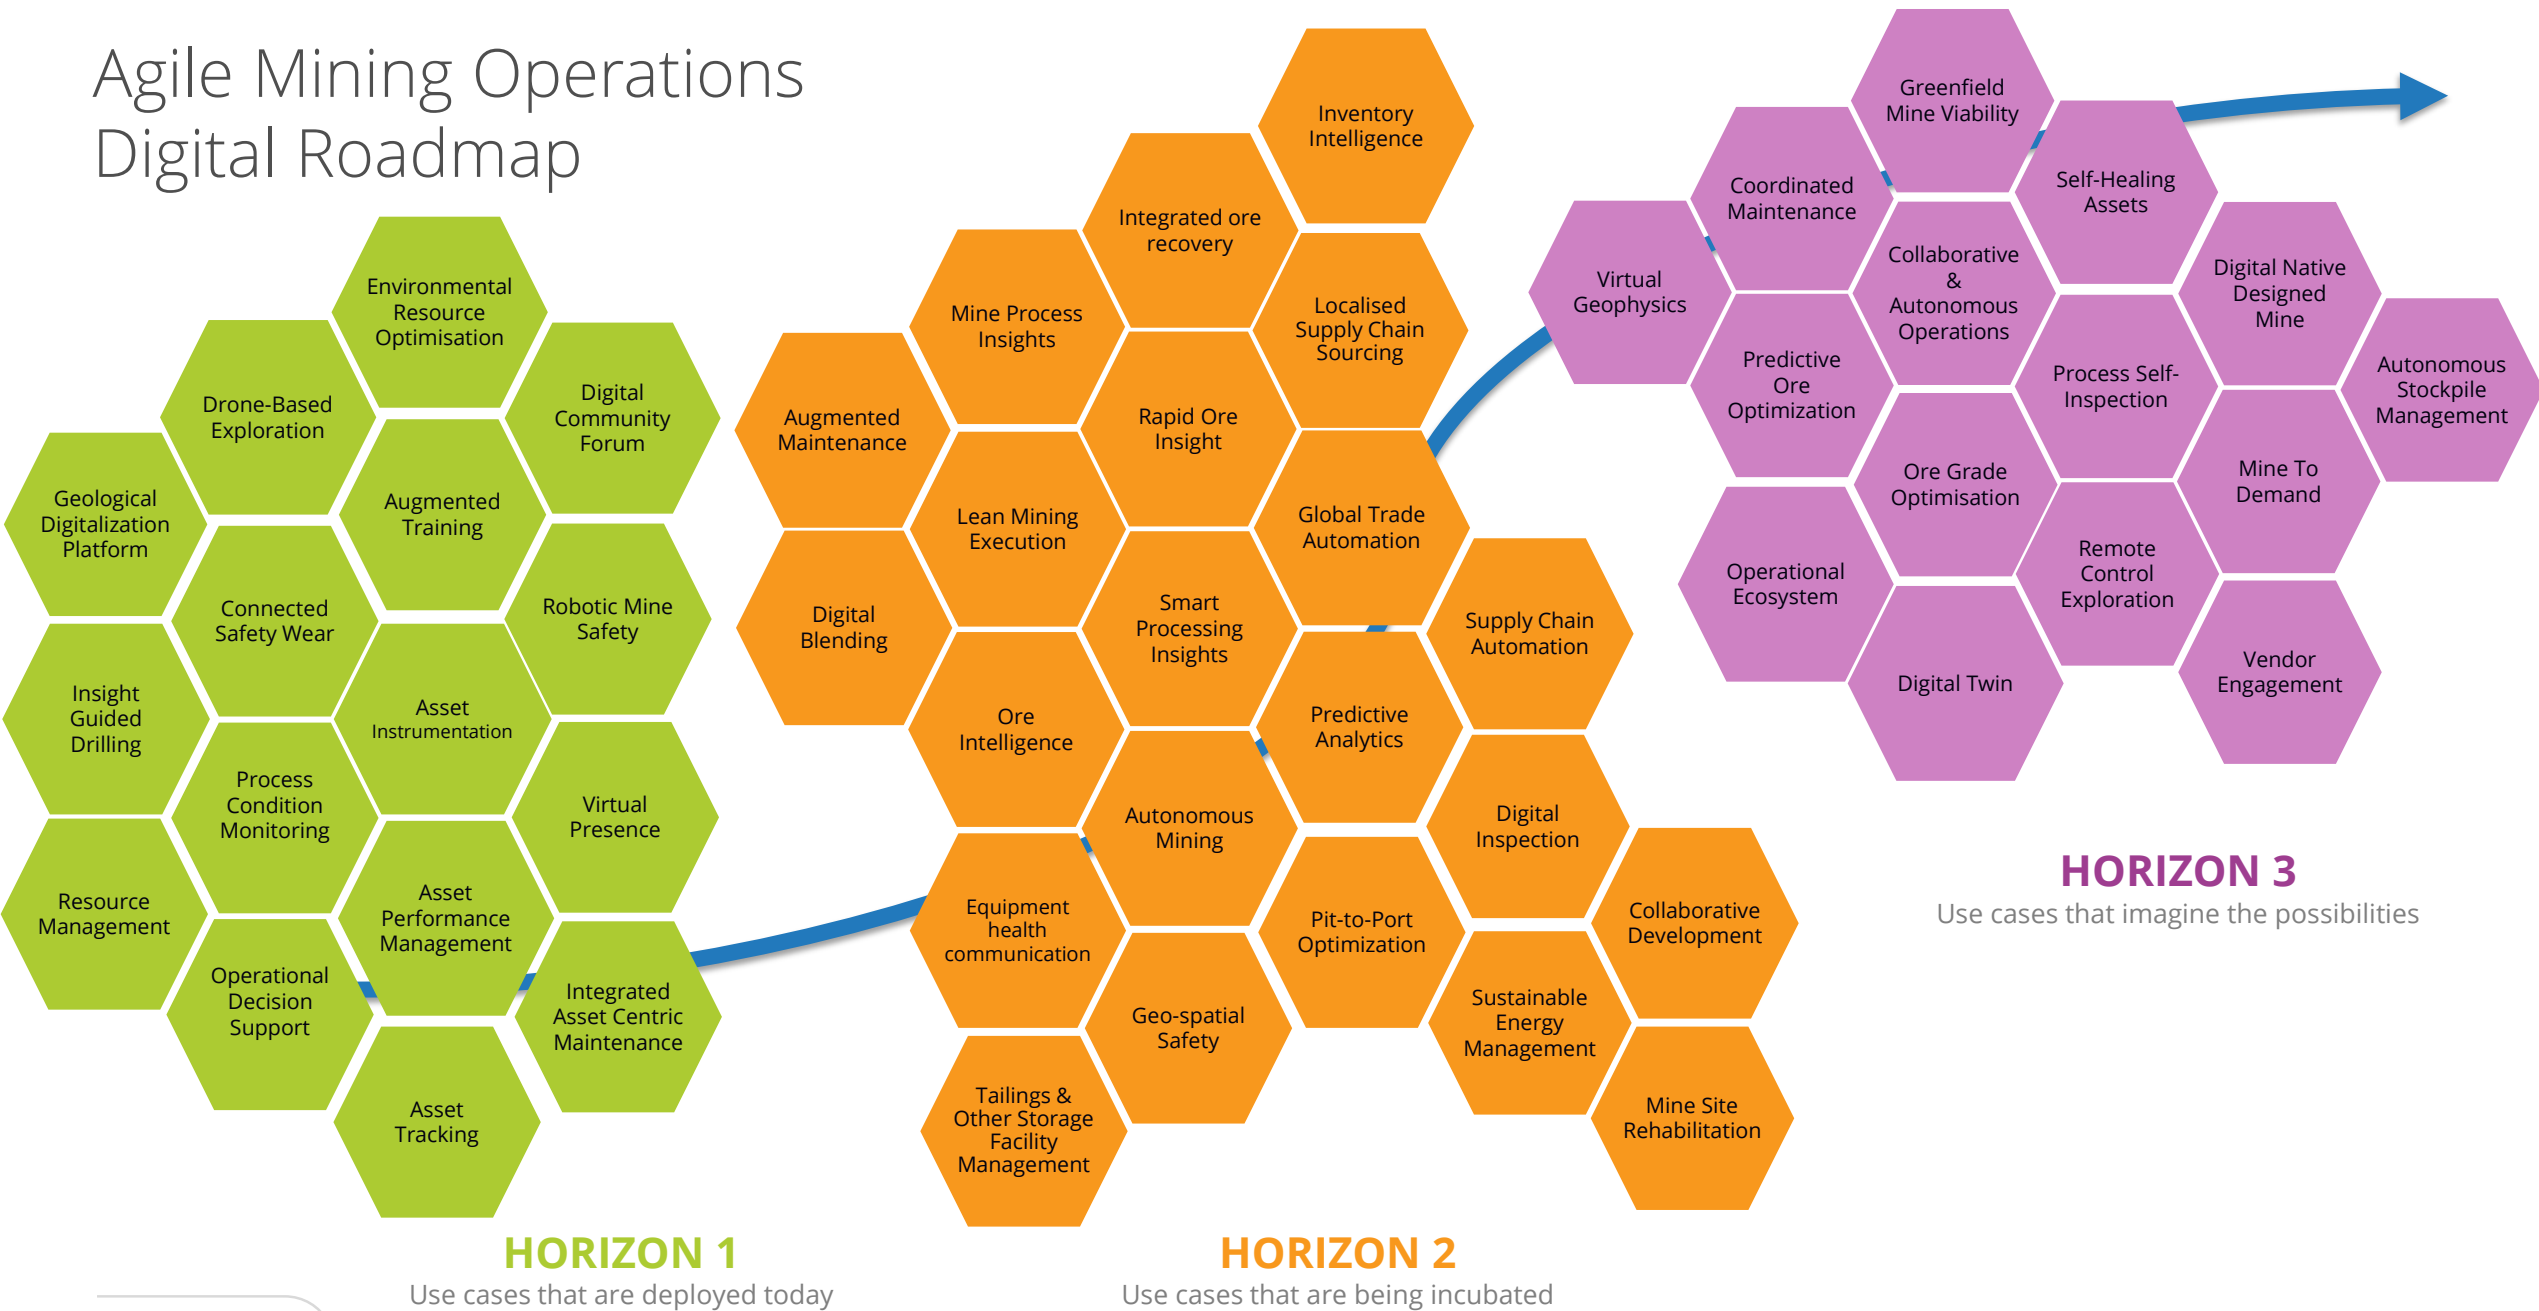 Agile Mining Operations
Digital Roadmap
Environmental
Resource
Optimisation
Drone-Based
Exploration
Digital
Community
Forum
Geological
Digitalization
Platform
Augmented
Training
Connected
Safety Wear
Robotic Mine
Safety
Insight
Guided
Drilling
Asset
Instrumentation
Process
Condition
Monitoring
Virtual
Presence
Resource
Management
Asset
Performance
Management
Operational
Decision
Support
Integrated
Asset Centric
Maintenance
Asset
Tracking
HORIZON 1
Use cases that are deployed today
Inventory
Intelligence
Integrated ore
recovery
Mine Process
Insights
Localised
Supply Chain
Sourcing
Augmented
Maintenance
Rapid Ore
Insight
Lean Mining
Execution
Global Trade
Automation
Digital
Blending
Smart
Processing
Insights
Supply Chain
Automation
Ore
Intelligence
Predictive
Analytics
Autonomous
Mining
Digital
Inspection
Equipment
health
communication
Pit-to-Port
Optimization
Collaborative
Development
Geo-spatial
Safety
Sustainable
Energy
Management
Tailings &
Other Storage
Facility
Management
Mine Site
Rehabilitation
HORIZON 2
Use cases that are being incubated
Greenfield
Mine Viability
Coordinated
Maintenance
Self-Healing
Assets
Virtual
Geophysics
Collaborative
&
Autonomous
Operations
Digital Native
Designed
Mine
Predictive
Ore
Optimization
Process Self-
Inspection
Autonomous
Stockpile
Management
Ore Grade
Optimisation
Mine To
Demand
Operational
Ecosystem
Remote
Control
Exploration
Digital Twin
Vendor
Engagement
HORIZON 3
Use cases that imagine the possibilities